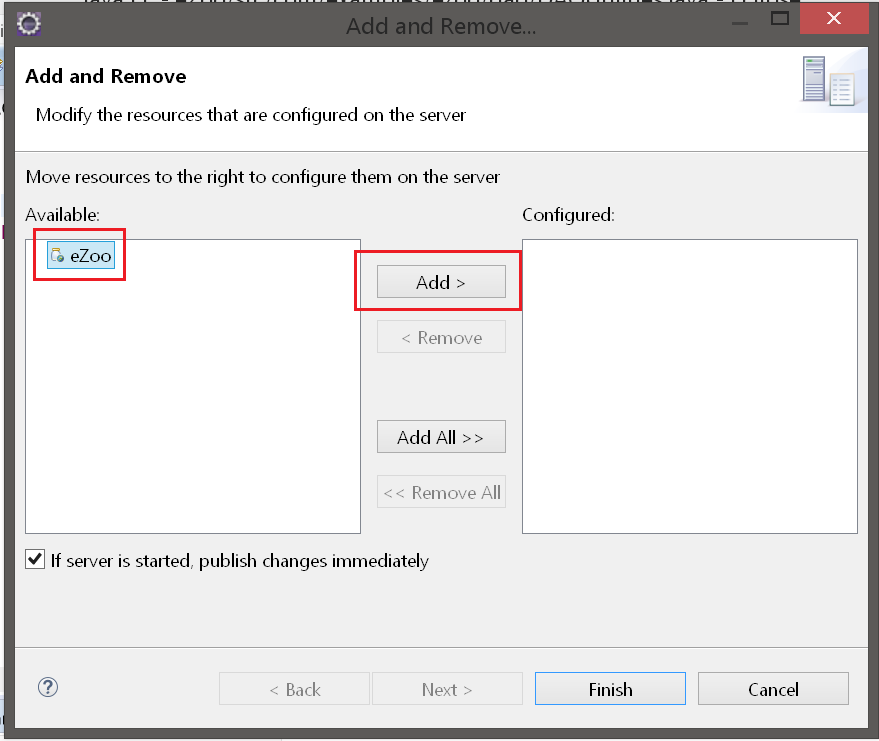 Add and Remove...
Add and Remove
Modify the resources that are configured on the server
Move resources to the right to configure them on the server
Available:
Configured:
eZoo
Add >
< Remove
Add All >>
<< Remove All
If server is started, publish changes immediately
?
< Back
Next >
Finish
Cancel